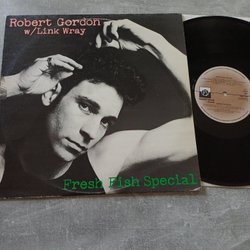 Robert Gordon
w/Link Wray
Fresh Fish Special